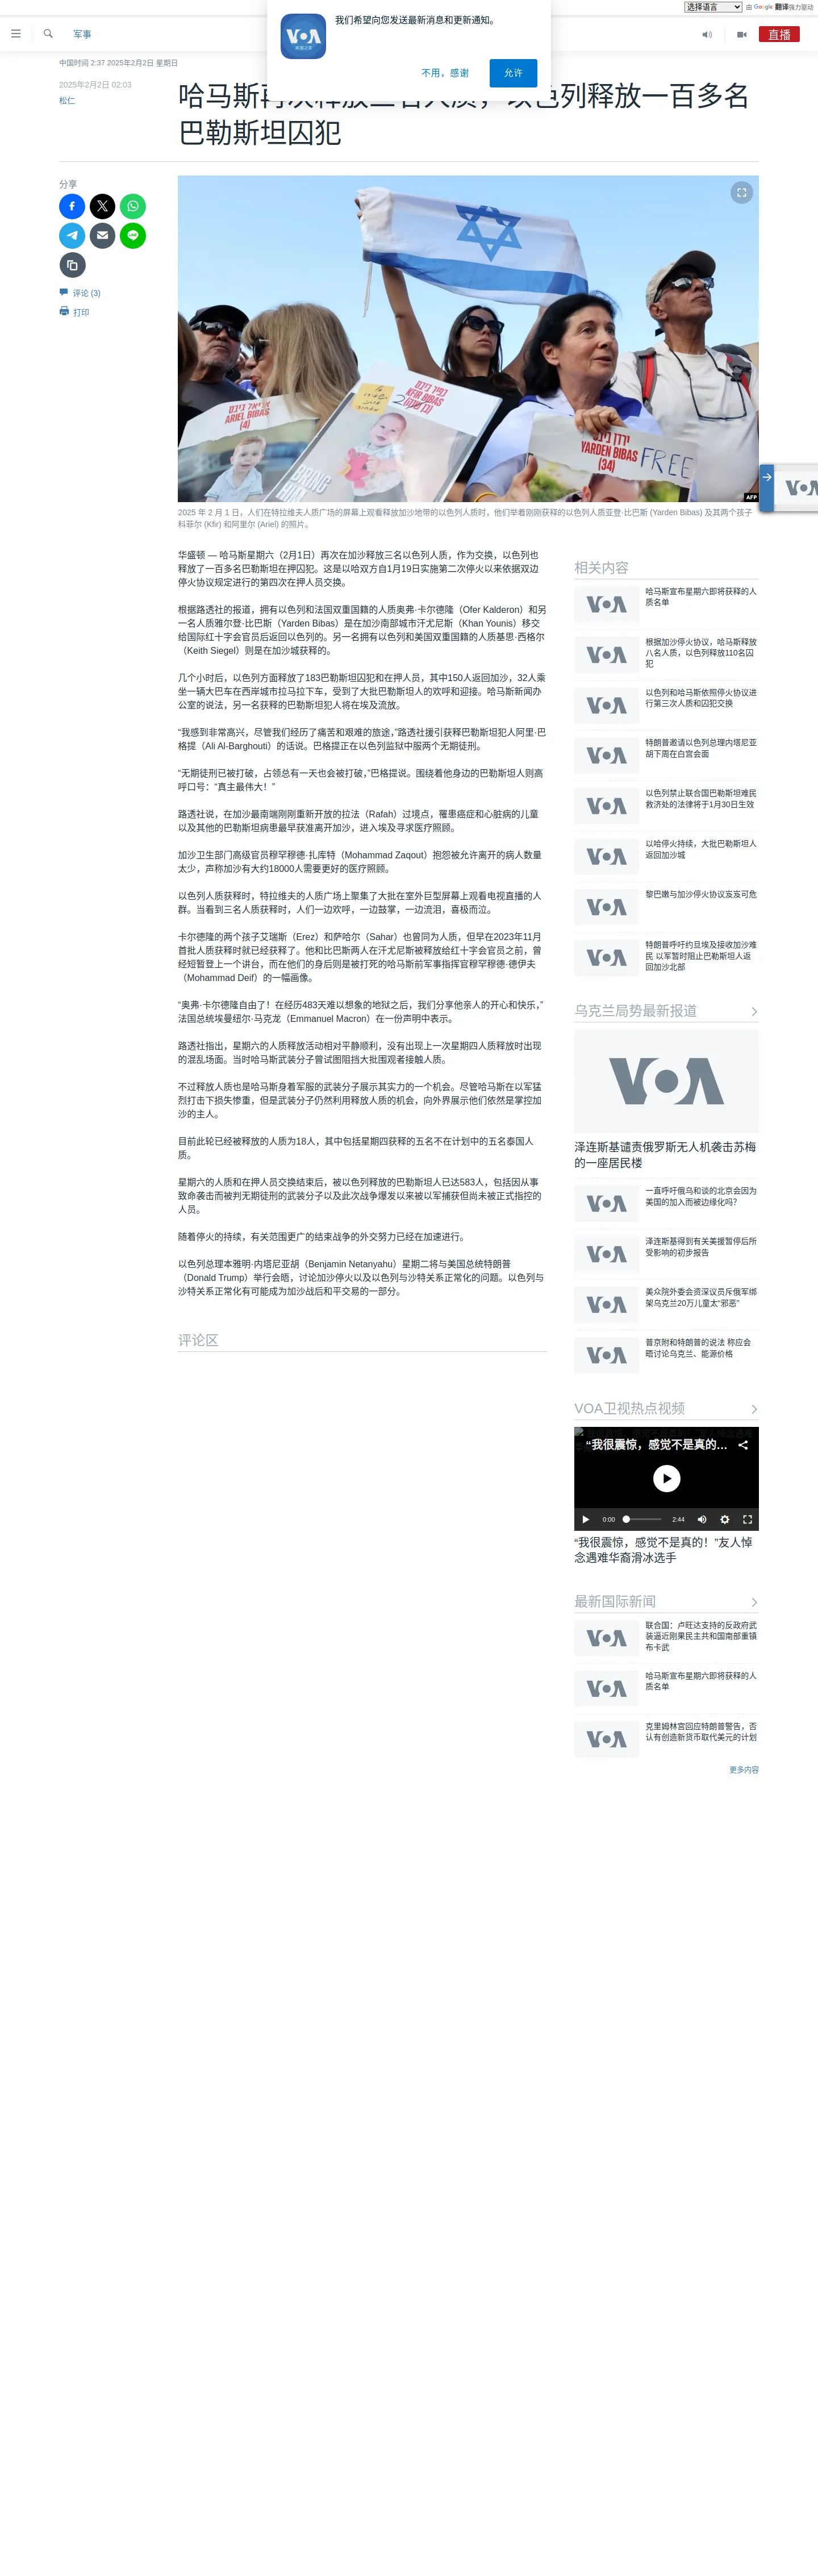 选择语言 由 Google 翻译强力驱动
我们希望向您发送最新消息和更新通知。
不用，感谢 允许
VOA
美国之音
军事
直播
中国时间 2:37 2025年2月2日 星期日
2025年2月2日 02:03
松仁
以色列释放一百多名
巴勒斯坦囚犯
分享
评论 (3)
打印
ARIEL BIBAS
(4)
KFIR BIBAS
BRING
HIM
YARDEN BIBAS
(34)
FREE
AFP
2025 年 2 月 1 日，人们在特拉维夫人质广场的屏幕上观看释放加沙地带的以色列人质时，他们举着刚刚获释的以色列人质亚登·比巴斯 (Yarden Bibas) 及其两个孩子
科菲尔 (Kfir) 和阿里尔 (Ariel) 的照片。
华盛顿 — 哈马斯星期六（2月1日）再次在加沙释放三名以色列人质，作为交换，以色列也
释放了一百多名巴勒斯坦在押囚犯。这是以哈双方自1月19日实施第二次停火以来依据双边
停火协议规定进行的第四次在押人员交换。
根据路透社的报道，拥有以色列和法国双重国籍的人质奥弗·卡尔德隆（Ofer Kalderon）和另
一名人质雅尔登·比巴斯（Yarden Bibas）是在加沙南部城市汗尤尼斯（Khan Younis）移交
给国际红十字会官员后返回以色列的。另一名拥有以色列和美国双重国籍的人质基思·西格尔
（Keith Siegel）则是在加沙城获释的。
几个小时后，以色列方面释放了183巴勒斯坦囚犯和在押人员，其中150人返回加沙，32人乘
坐一辆大巴车在西岸城市拉马拉下车，受到了大批巴勒斯坦人的欢呼和迎接。哈马斯新闻办
公室的说法，另一名获释的巴勒斯坦犯人将在埃及流放。
“我感到非常高兴，尽管我们经历了痛苦和艰难的旅途，”路透社援引获释巴勒斯坦犯人阿里·巴
格提（Ali Al-Barghouti）的话说。巴格提正在以色列监狱中服两个无期徒刑。
“无期徒刑已被打破，占领总有一天也会被打破，”巴格提说。围绕着他身边的巴勒斯坦人则高
呼口号：“真主最伟大！”
路透社说，在加沙最南端刚刚重新开放的拉法（Rafah）过境点，罹患癌症和心脏病的儿童
以及其他的巴勒斯坦病患最早获准离开加沙，进入埃及寻求医疗照顾。
加沙卫生部门高级官员穆罕穆德·扎库特（Mohammad Zaqout）抱怨被允许离开的病人数量
太少，声称加沙有大约18000人需要更好的医疗照顾。
以色列人质获释时，特拉维夫的人质广场上聚集了大批在室外巨型屏幕上观看电视直播的人
群。当看到三名人质获释时，人们一边欢呼，一边鼓掌，一边流泪，喜极而泣。
卡尔德隆的两个孩子艾瑞斯（Erez）和萨哈尔（Sahar）也曾同为人质，但早在2023年11月
首批人质获释时就已经获释了。他和比巴斯两人在汗尤尼斯被释放给红十字会官员之前，曾
经短暂登上一个讲台，而在他们的身后则是被打死的哈马斯前军事指挥官穆罕穆德·德伊夫
（Mohammad Deif）的一幅画像。
“奥弗·卡尔德隆自由了！在经历483天难以想象的地狱之后，我们分享他亲人的开心和快乐，”
法国总统埃曼纽尔·马克龙（Emmanuel Macron）在一份声明中表示。
路透社指出，星期六的人质释放活动相对平静顺利，没有出现上一次星期四人质释放时出现
的混乱场面。当时哈马斯武装分子曾试图阻挡大批围观者接触人质。
不过释放人质也是哈马斯身着军服的武装分子展示其实力的一个机会。尽管哈马斯在以军猛
烈打击下损失惨重，但是武装分子仍然利用释放人质的机会，向外界展示他们依然是掌控加
沙的主人。
目前此轮已经被释放的人质为18人，其中包括星期四获释的五名不在计划中的五名泰国人
质。
星期六的人质和在押人员交换结束后，被以色列释放的巴勒斯坦人已达583人，包括因从事
致命袭击而被判无期徒刑的武装分子以及此次战争爆发以来被以军捕获但尚未被正式指控的
人员。
随着停火的持续，有关范围更广的结束战争的外交努力已经在加速进行。
以色列总理本雅明·内塔尼亚胡（Benjamin Netanyahu）星期二将与美国总统特朗普
（Donald Trump）举行会晤，讨论加沙停火以及以色列与沙特关系正常化的问题。以色列与
沙特关系正常化有可能成为加沙战后和平交易的一部分。
评论区
相关内容
VOA 哈马斯宣布星期六即将获释的人
质名单
VOA 根据加沙停火协议，哈马斯释放
八名人质，以色列释放110名囚
犯
VOA 以色列和哈马斯依照停火协议进
行第三次人质和囚犯交换
VOA 特朗普邀请以色列总理内塔尼亚
胡下周在白宫会面
VOA 以色列禁止联合国巴勒斯坦难民
救济处的法律将于1月30日生效
VOA 以哈停火持续，大批巴勒斯坦人
返回加沙城
VOA 黎巴嫩与加沙停火协议岌岌可危
VOA 特朗普呼吁约旦埃及接收加沙难
民 以军暂时阻止巴勒斯坦人返
回加沙北部
乌克兰局势最新报道
VOA
泽连斯基谴责俄罗斯无人机袭击苏梅
的一座居民楼
VOA 一直呼吁俄乌和谈的北京会因为
美国的加入而被边缘化吗？
VOA 泽连斯基得到有关美援暂停后所
受影响的初步报告
VOA 美众院外委会资深议员斥俄军绑
架乌克兰20万儿童太“邪恶”
VOA 普京附和特朗普的说法 称应会
晤讨论乌克兰、能源价格
VOA卫视热点视频
“我很震惊，感觉不是真的…
0:00 2:44
“我很震惊，感觉不是真的！”友人悼
念遇难华裔滑冰选手
最新国际新闻
VOA 联合国：卢旺达支持的反政府武
装逼近刚果民主共和国南部重镇
布卡武
VOA 哈马斯宣布星期六即将获释的人
质名单
VOA 克里姆林宫回应特朗普警告，否
认有创造新货币取代美元的计划
更多内容